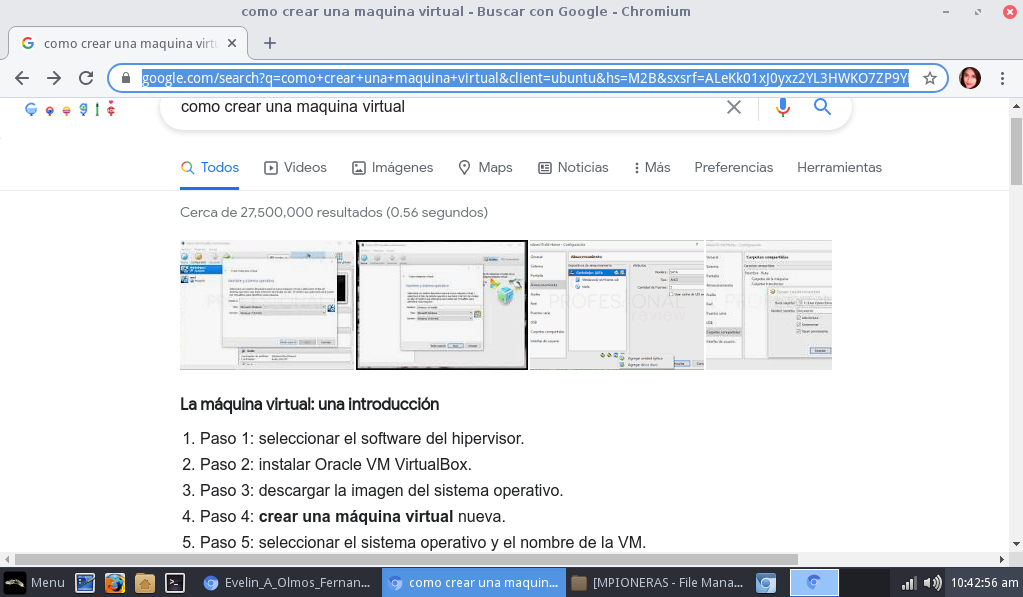 como crear una maquina virtual - Buscar con Google - Chromium
como crear una maquina virtu
google.com/search?q=como+crear+una+maquina+virtual&client=ubuntu&hs=M2B&sxsrf=ALeKk01xJ0yxz2YL3HWKO7ZP9Y
como crear una maquina virtual
Todos Videos Imágenes Maps Noticias Más Preferencias Herramientas
Cerca de 27,500,000 resultados (0.56 segundos)
La máquina virtual: una introducción
1. Paso 1: seleccionar el software del hipervisor.
2. Paso 2: instalar Oracle VM VirtualBox.
3. Paso 3: descargar la imagen del sistema operativo.
4. Paso 4: crear una máquina virtual nueva.
5. Paso 5: seleccionar el sistema operativo y el nombre de la VM.
Menu Evelin_A_Olmos_Fernan... como crear una maquin... [MPIONERAS - File Mana... 10:42:56 am